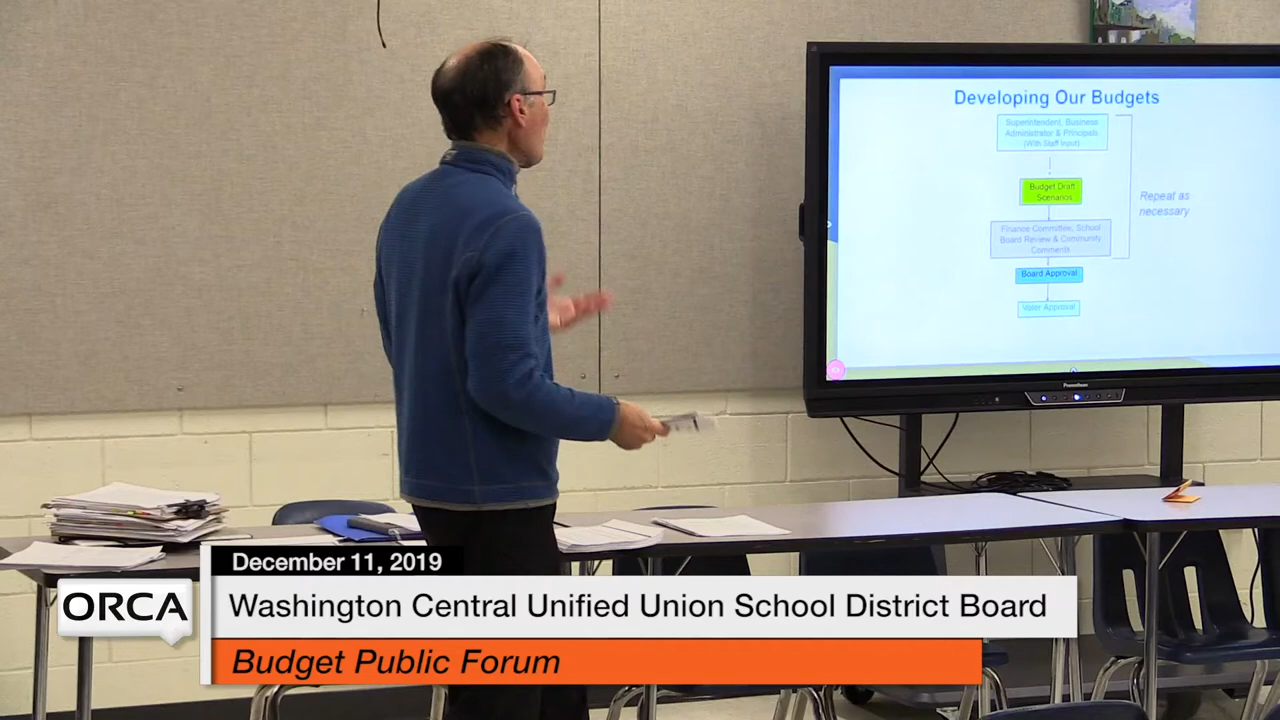 Developing Our Budgets
Superintendent, Business
Administrator & Principals
(With Staff Input)
Budget Draft
Scenarios
Repeat as
necessary
Finance Committee, School
Board Review & Community
Comments
Board Approval
Voter Approval
Promethean
December 11, 2019
ORCA
Washington Central Unified Union School District Board
Budget Public Forum